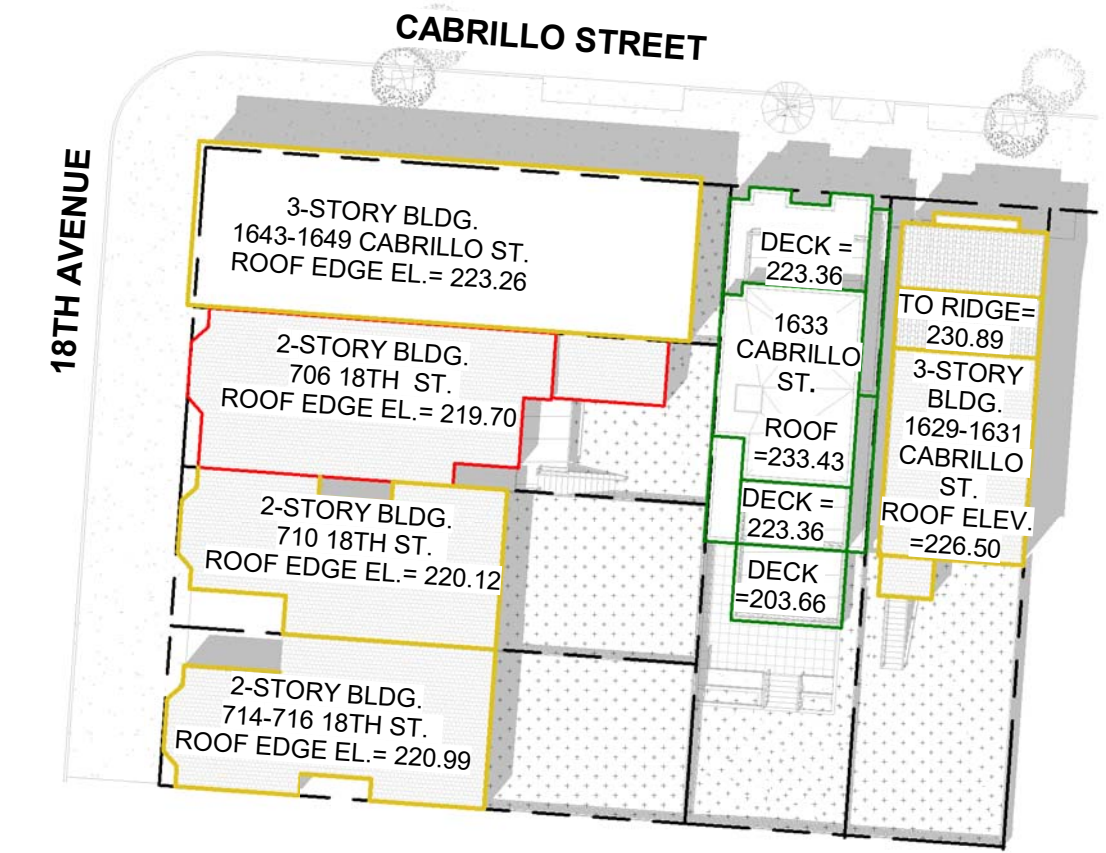 CABRILLO STREET
18TH AVENUE
3-STORY BLDG.
1643-1649 CABRILLO ST.
ROOF EDGE EL.= 223.26
2-STORY BLDG.
706 18TH ST.
ROOF EDGE EL.= 219.70
2-STORY BLDG.
710 18TH ST.
ROOF EDGE EL.= 220.12
2-STORY BLDG.
714-716 18TH ST.
ROOF EDGE EL.= 220.99
DECK =
223.36
1633
CABRILLO
ST.
ROOF
=233.43
DECK =
223.36
DECK
=203.66
TO RIDGE=
230.89
3-STORY
BLDG.
1629-1631
CABRILLO
ST.
ROOF ELEV.
=226.50